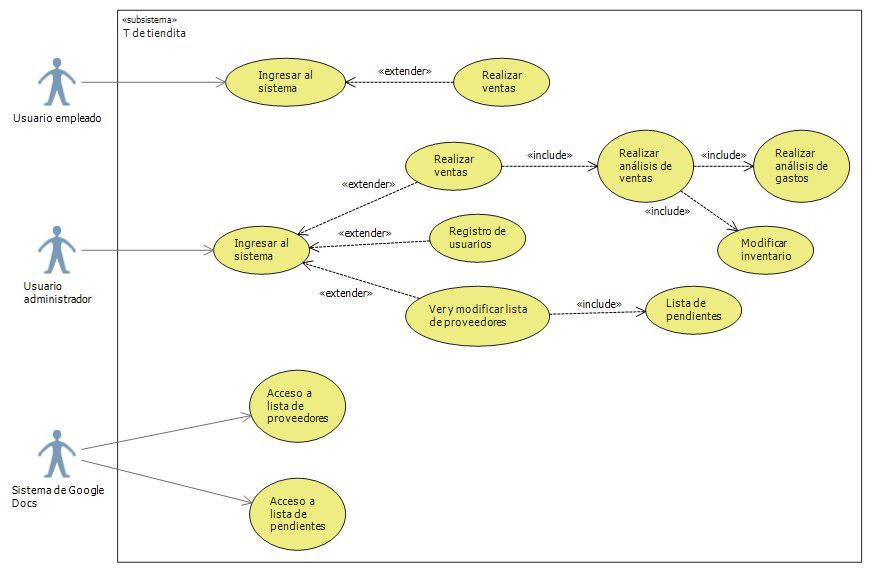 «subsistema»
T de tiendita
Usuario empleado
Ingresar al
sistema
«extender»
Realizar
ventas
Usuario
administrador
Ingresar al
sistema
«extender»
Realizar
ventas
«include»
Realizar
análisis de
ventas
«include»
Realizar
análisis de
gastos
«include»
Modificar
inventario
«extender»
Registro de
usuarios
«extender»
Ver y modificar lista
de proveedores
«include»
Lista de
pendientes
Sistema de Google
Docs
Acceso a
lista de
proveedores
Acceso a
lista de
pendientes